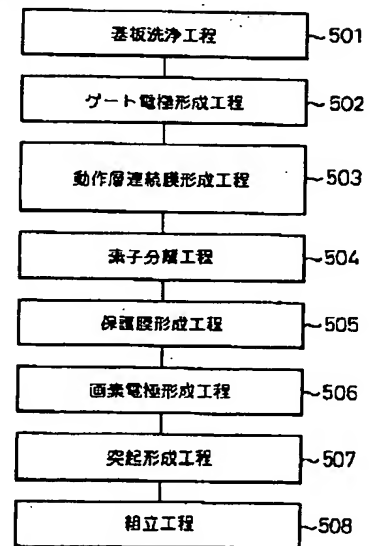 基板洗浄工程 501
ゲート電極形成工程 502
動作層連続膜形成工程 503
素子分離工程 504
保護膜形成工程 505
画素電極形成工程 506
突起形成工程 507
組立工程 508